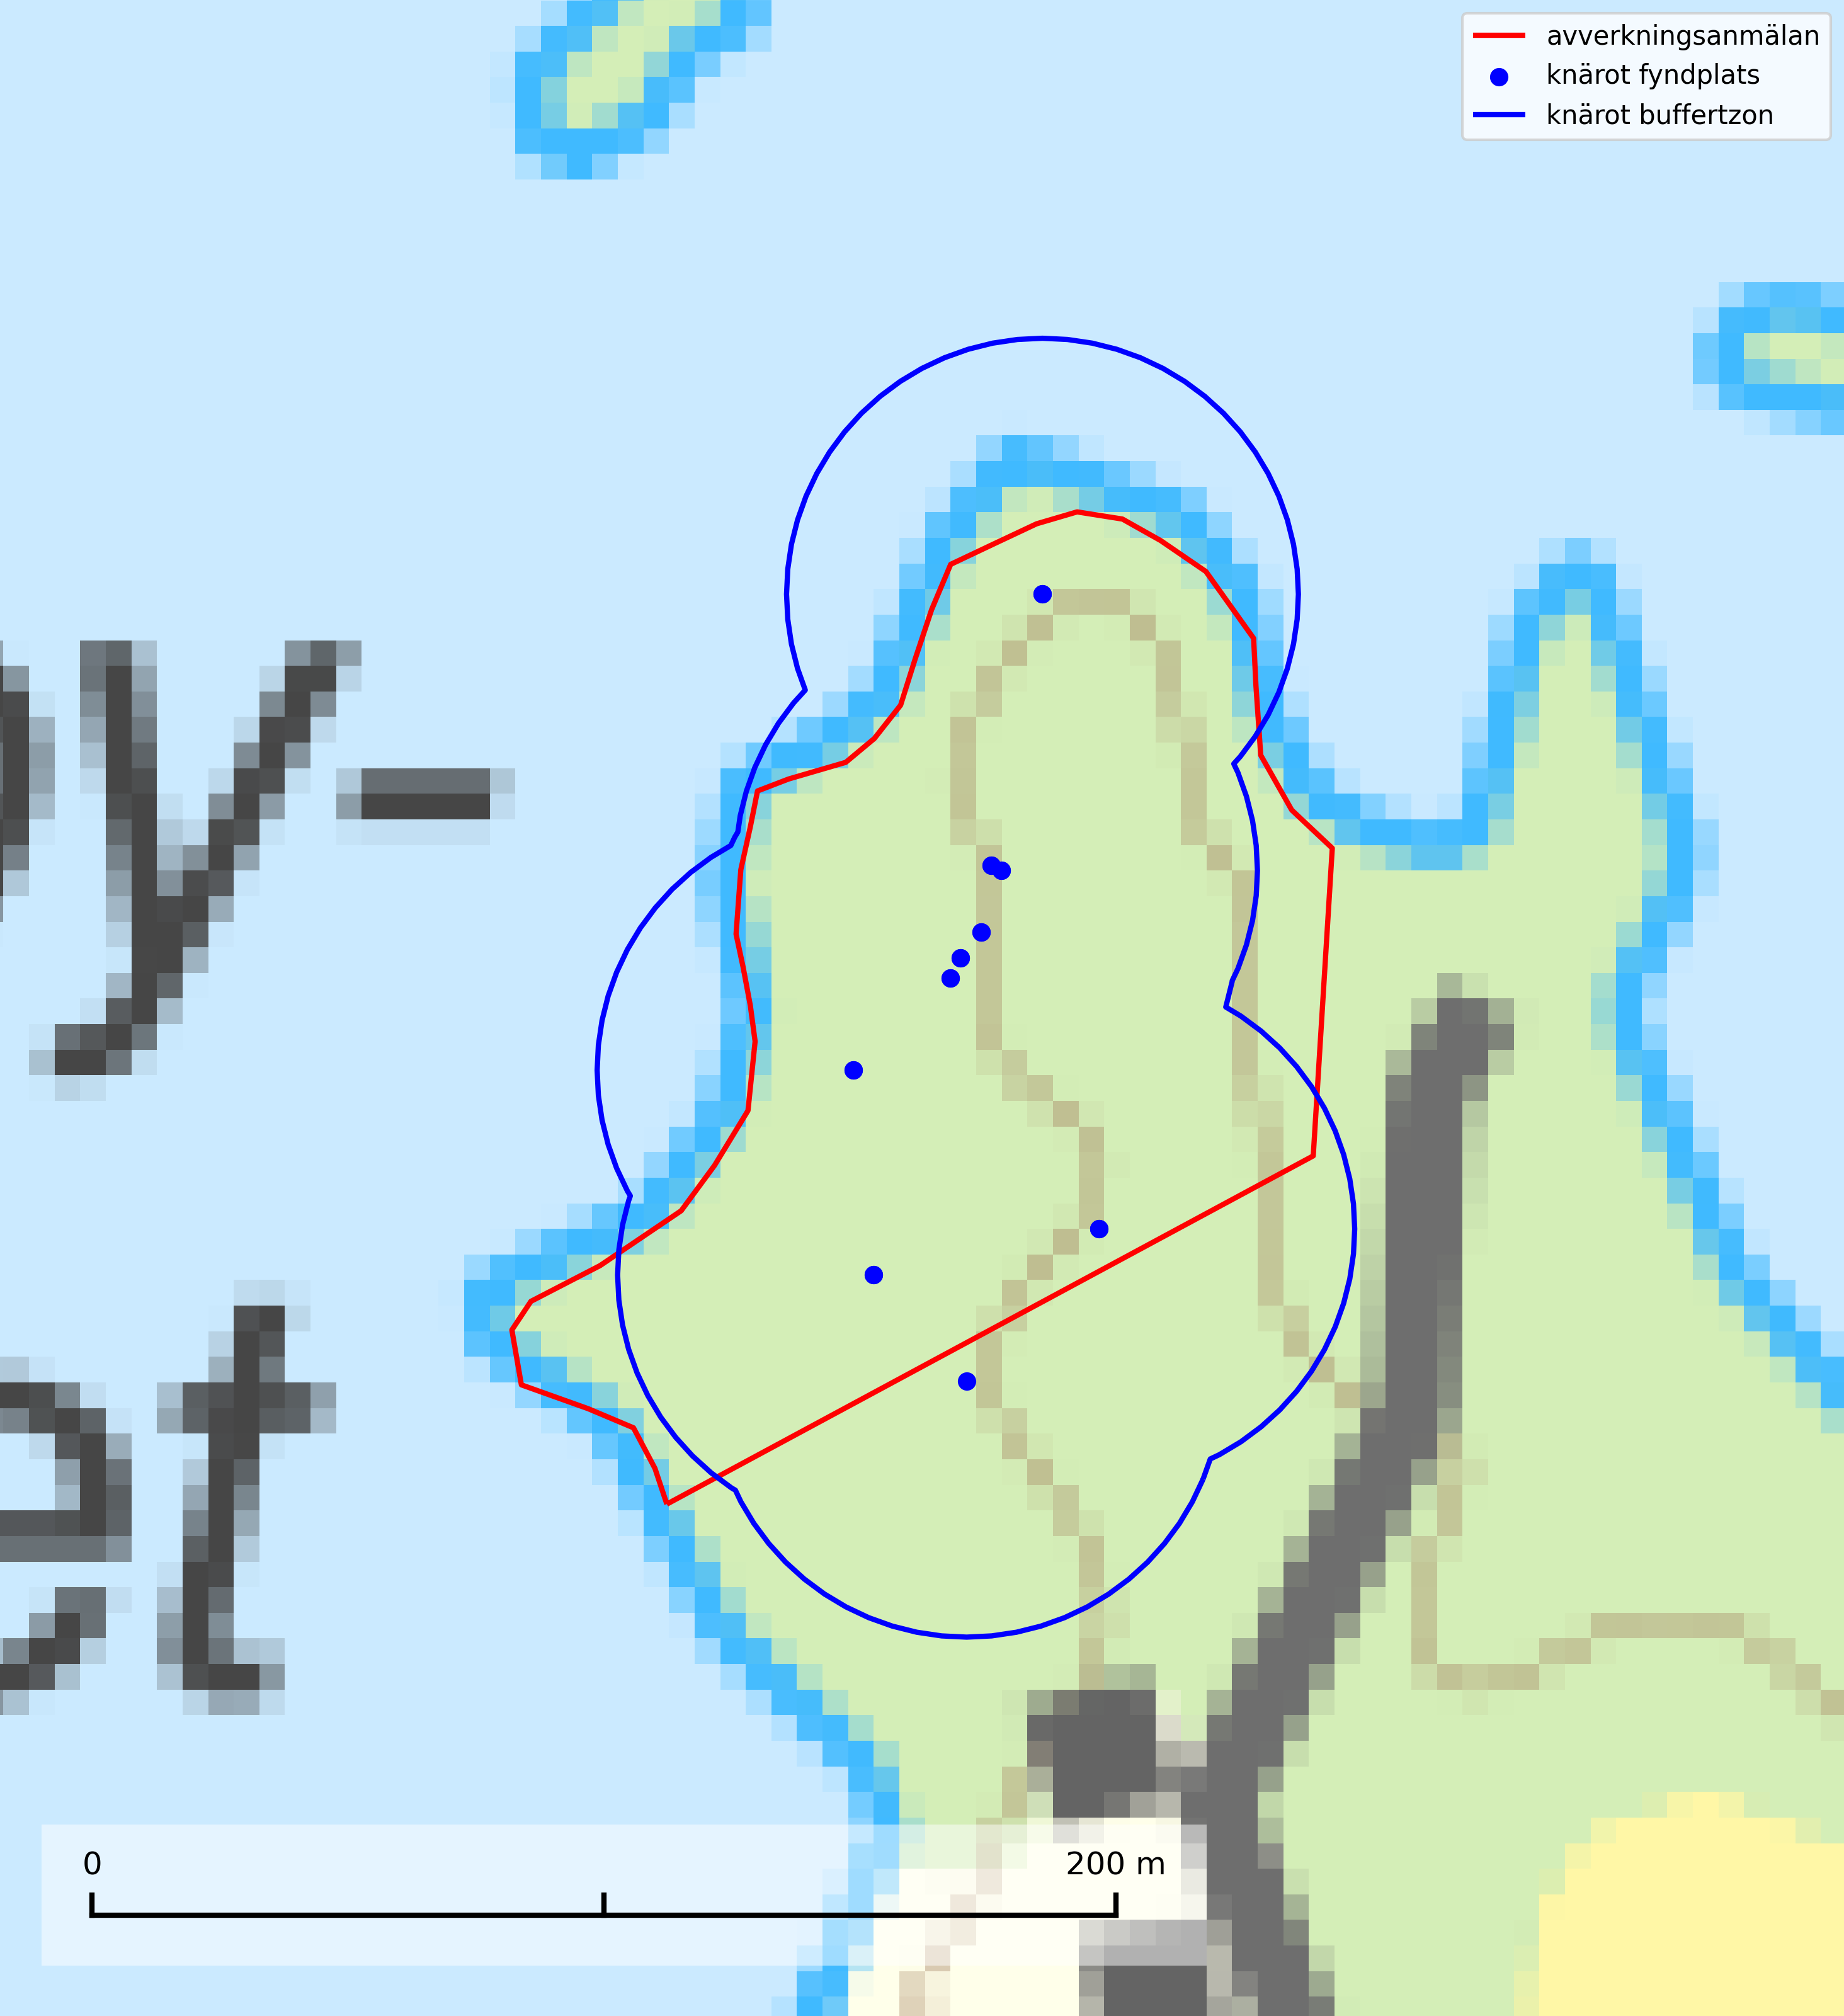 avverkningsanmälan
knärot fyndplats
knärot buffertzon
y-
t
0
200 m